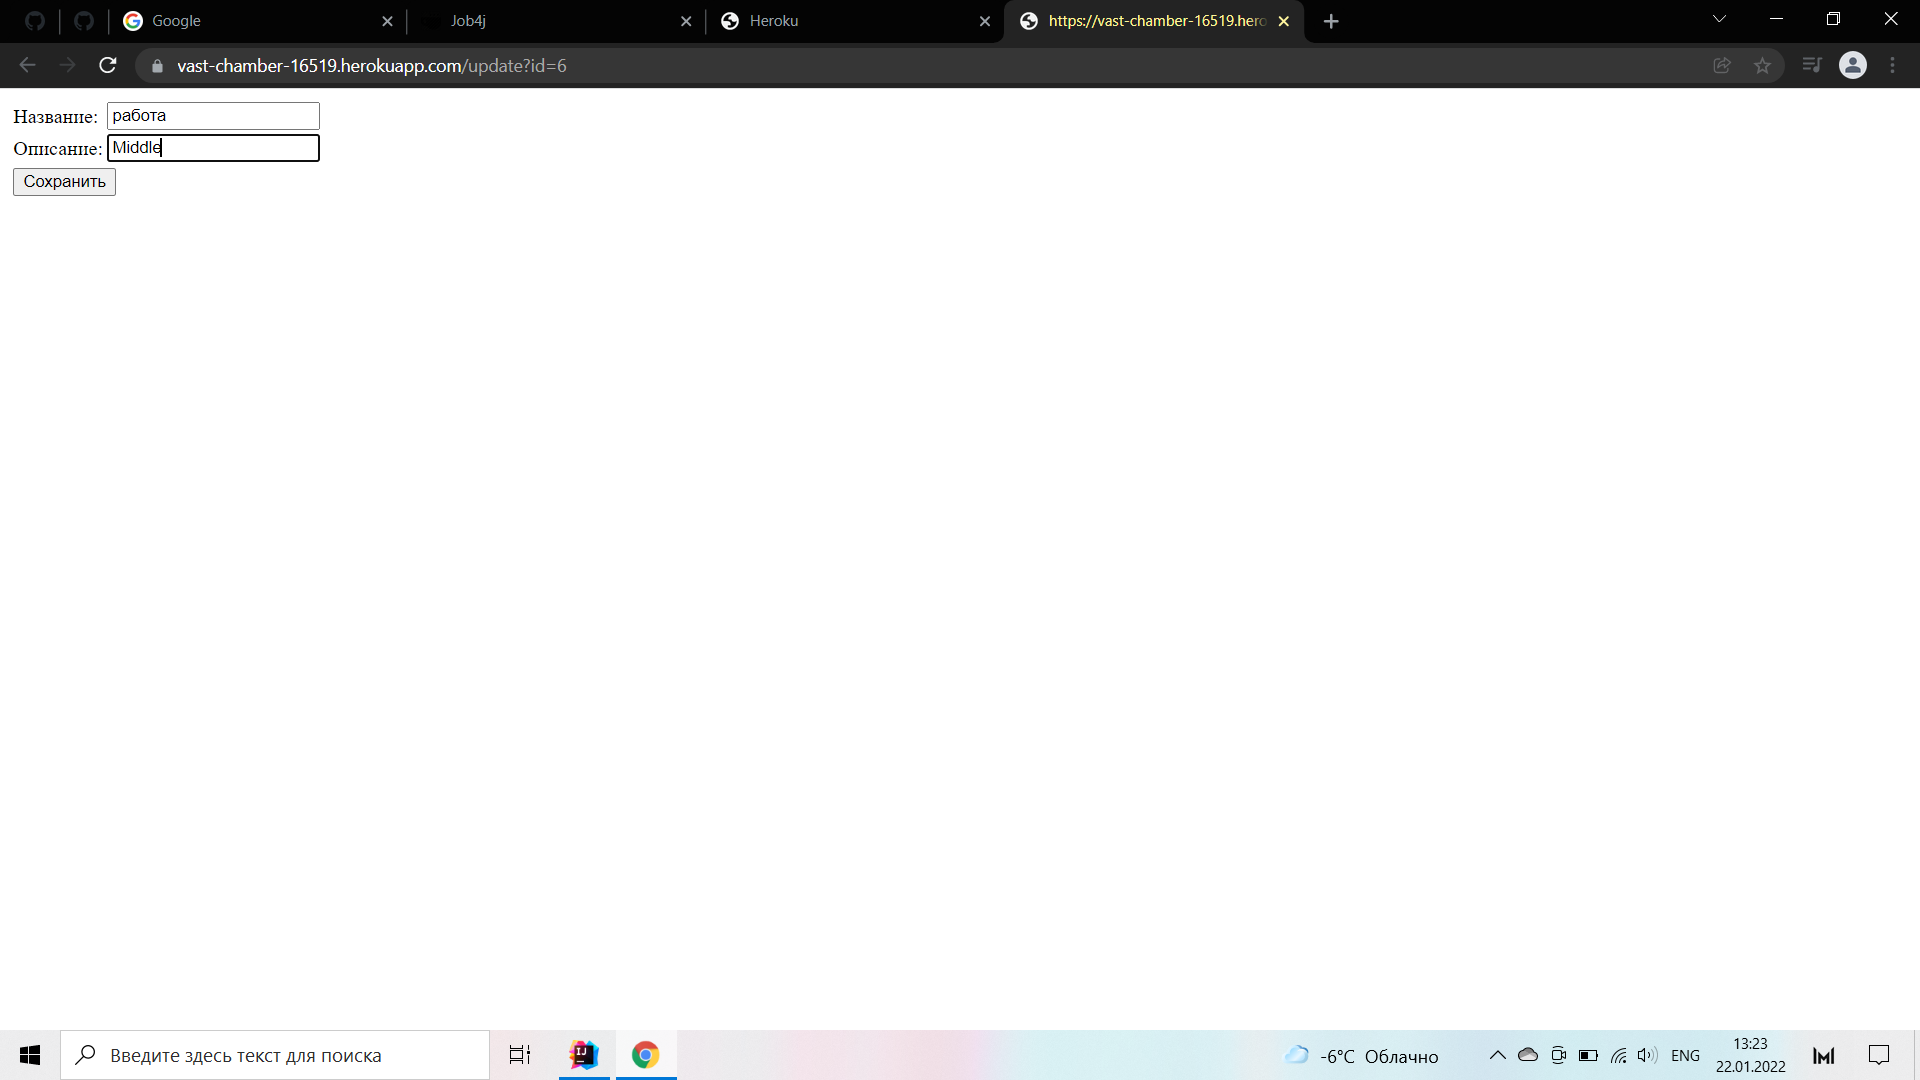 Google
Job4j
Heroku
https://vast-chamber-16519.hero
vast-chamber-16519.herokuapp.com/update?id=6
Название: работа
Описание: Middle
Сохранить
Введите здесь текст для поиска
-6°C Облачно
ENG
13:23
22.01.2022